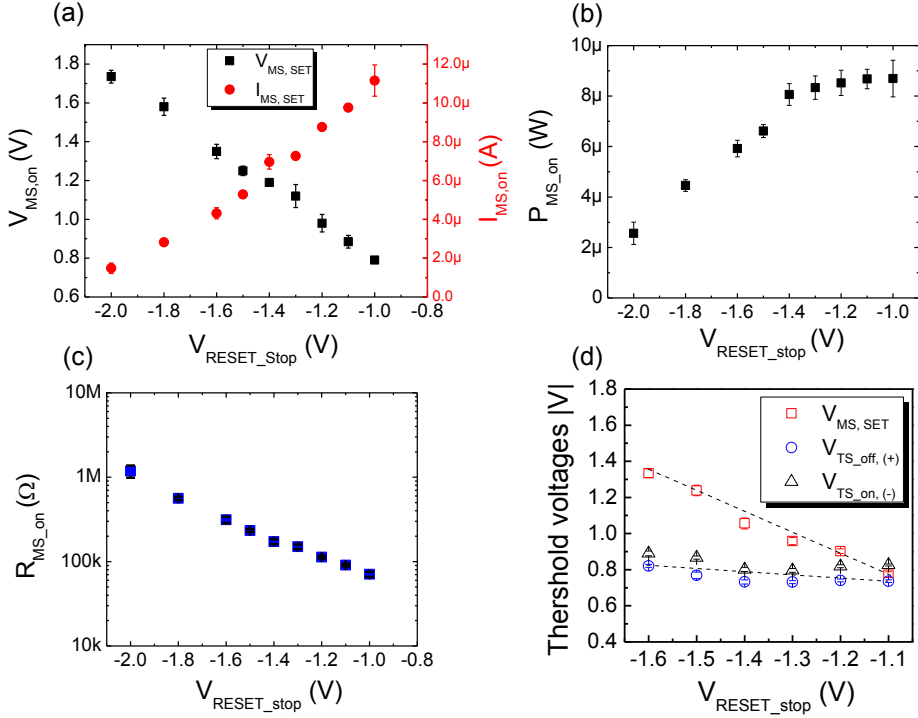 (a)
V_MS,on (V)
1.8
1.6
1.4
1.2
1.0
0.8
0.6
V_MS, SET
I_MS, SET
12.0µ
10.0µ
8.0µ
6.0µ
4.0µ
2.0µ
0.0
I_MS,on (A)
-2.0 -1.8 -1.6 -1.4 -1.2 -1.0 -0.8
V_RESET_Stop (V)
(b)
P_MS_on (W)
10µ
8µ
6µ
4µ
2µ
0
-2.0 -1.8 -1.6 -1.4 -1.2 -1.0
V_RESET_stop (V)
(c)
R_MS_on (Ω)
10M
1M
100k
10k
-2.0 -1.8 -1.6 -1.4 -1.2 -1.0 -0.8
V_RESET_stop (V)
(d)
Thershold voltages |V|
1.8
1.6
1.4
1.2
1.0
0.8
0.6
0.4
V_MS, SET
V_TS_off, (+)
V_TS_on, (-)
-1.6 -1.5 -1.4 -1.3 -1.2 -1.1
V_RESET_stop (V)